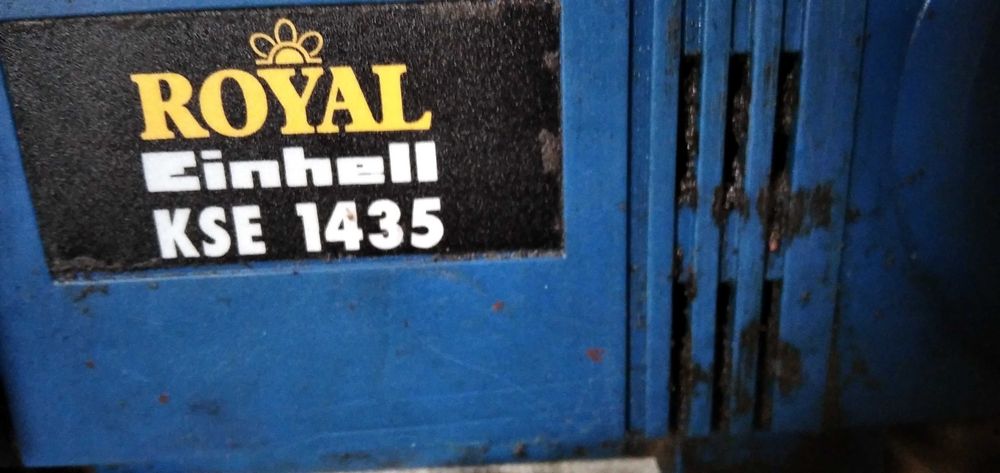 ROYAL
Einhell
KSE 1435